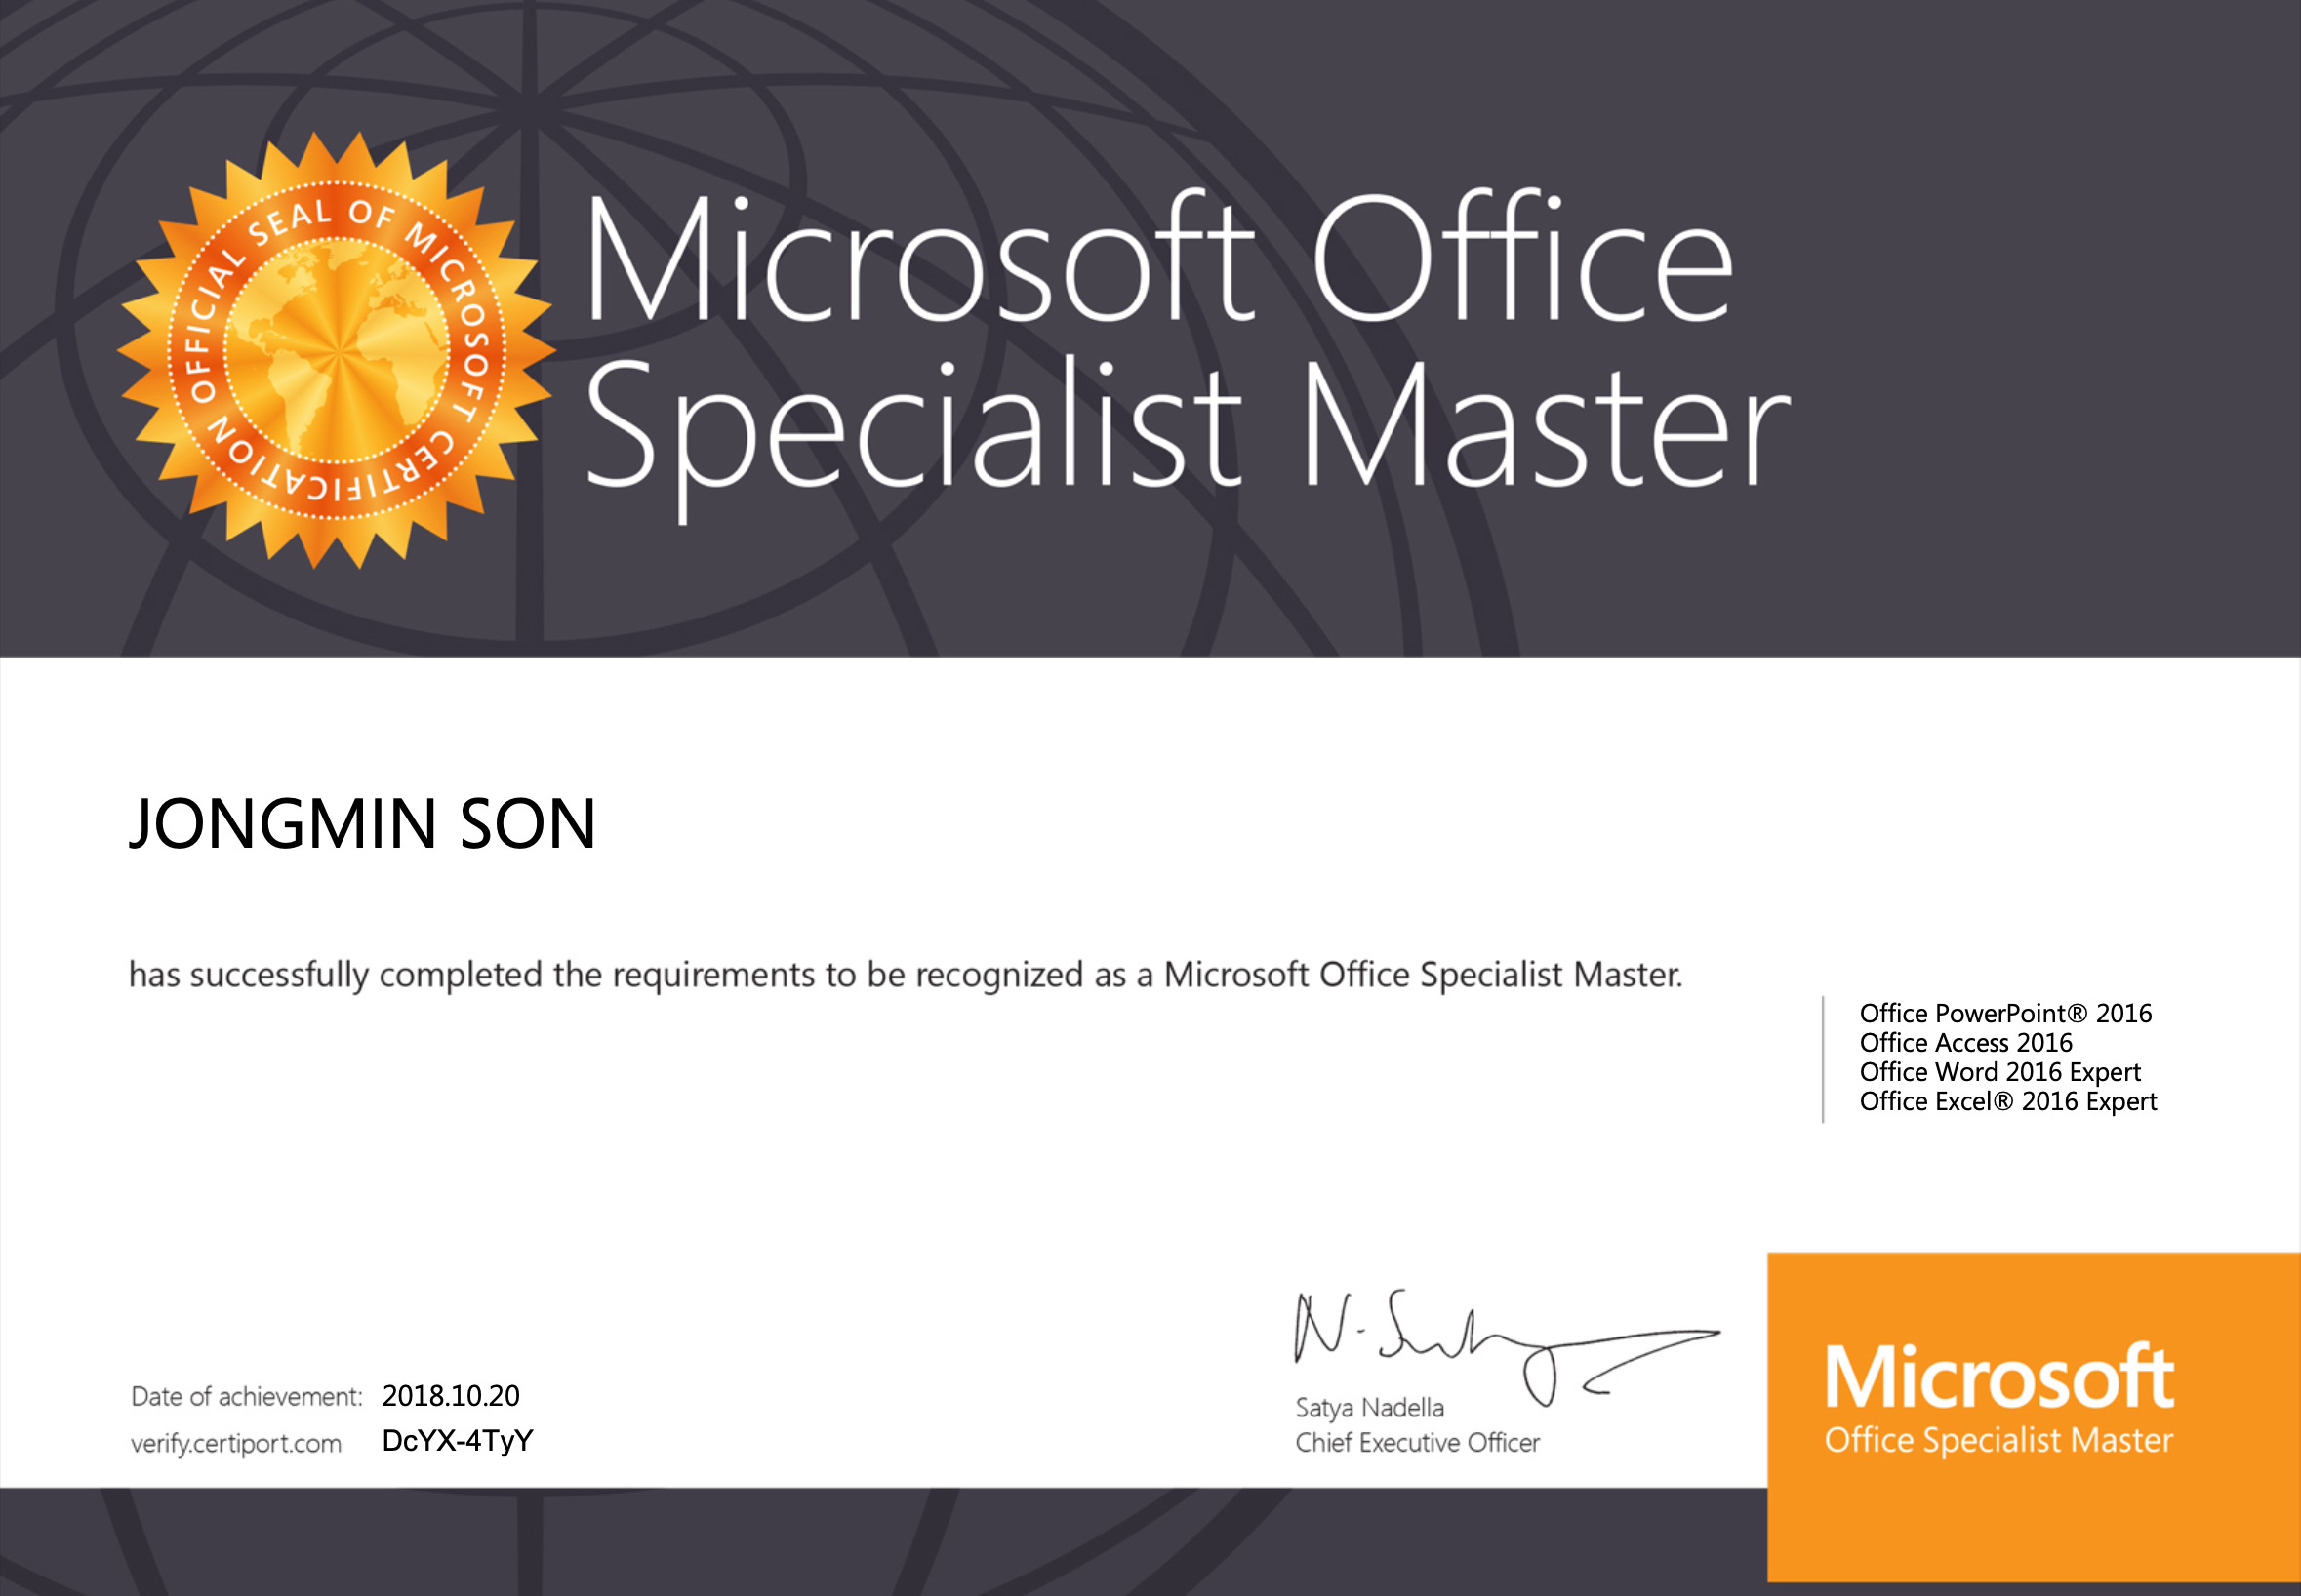 OFFICIAL SEAL OF MICROSOFT CERTIFICATION
Microsoft Office
Specialist Master
JONGMIN SON
has successfully completed the requirements to be recognized as a Microsoft Office Specialist Master.
Office PowerPoint® 2016
Office Access 2016
Office Word 2016 Expert
Office Excel® 2016 Expert
N. Satya
Satya Nadella
Chief Executive Officer
Date of achievement: 2018.10.20
verify.certiport.com DcYX-4TyY
Microsoft
Office Specialist Master